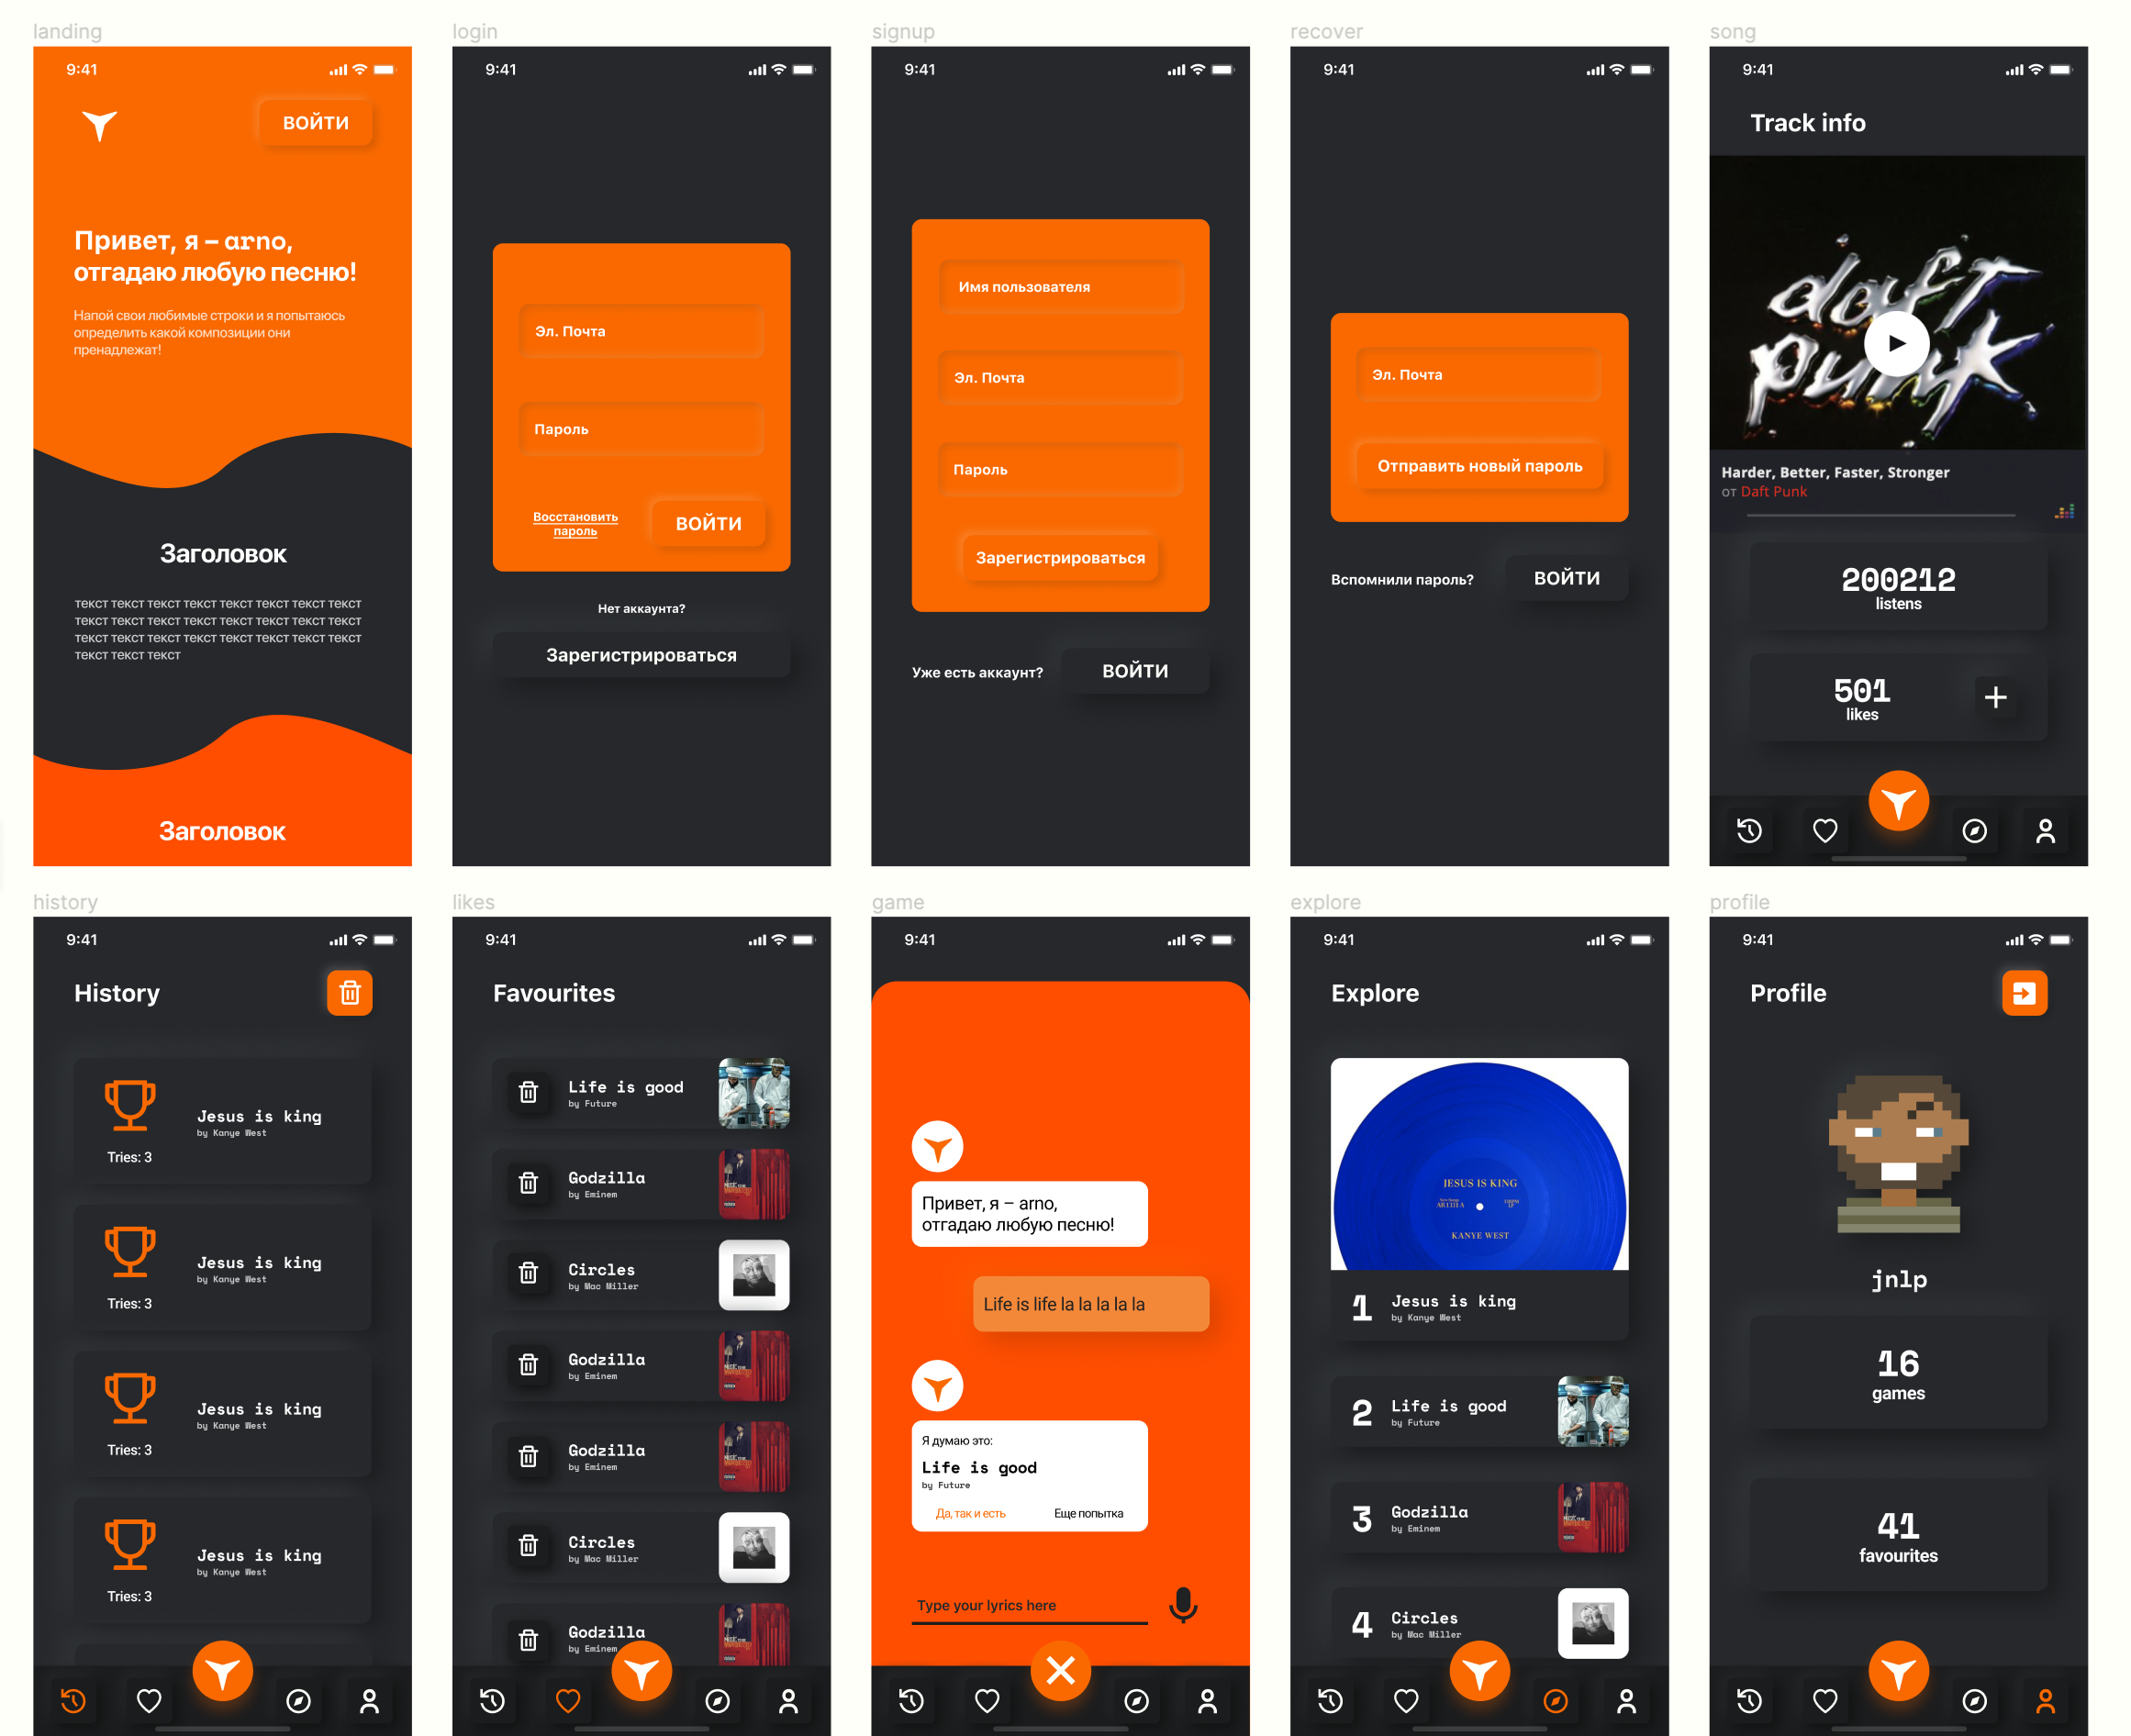 landing
9:41
ВОЙТИ
Привет, я – arno,
отгадаю любую песню!
Напой свои любимые строки и я попытаюсь
определить какой композиции они
пренадлежат!
Заголовок
текст текст текст текст текст текст текст текст
текст текст текст текст текст текст текст текст
текст текст текст текст текст текст текст текст
текст текст текст
Заголовок
login
9:41
Эл. Почта
Пароль
Восстановить
пароль
ВОЙТИ
Нет аккаунта?
Зарегистрироваться
signup
9:41
Имя пользователя
Эл. Почта
Пароль
Зарегистрироваться
Уже есть аккаунт?
ВОЙТИ
recover
9:41
Эл. Почта
Отправить новый пароль
Вспомнили пароль?
ВОЙТИ
song
9:41
Track info
daft
punk
Harder, Better, Faster, Stronger
от Daft Punk
200212
listens
501
likes
history
9:41
History
Jesus is king
by Kanye West
Tries: 3
Jesus is king
by Kanye West
Tries: 3
Jesus is king
by Kanye West
Tries: 3
Jesus is king
by Kanye West
Tries: 3
likes
9:41
Favourites
Life is good
by Future
Godzilla
by Eminem
Circles
by Mac Miller
Godzilla
by Eminem
Godzilla
by Eminem
Circles
by Mac Miller
Godzilla
by Eminem
game
9:41
Привет, я – arno,
отгадаю любую песню!
Life is life la la la la la
Я думаю это:
Life is good
by Future
Да, так и есть
Еще попытка
Type your lyrics here
explore
9:41
Explore
JESUS IS KING
KANYE WEST
1
Jesus is king
by Kanye West
2
Life is good
by Future
3
Godzilla
by Eminem
4
Circles
by Mac Miller
profile
9:41
Profile
jnlp
16
games
41
favourites